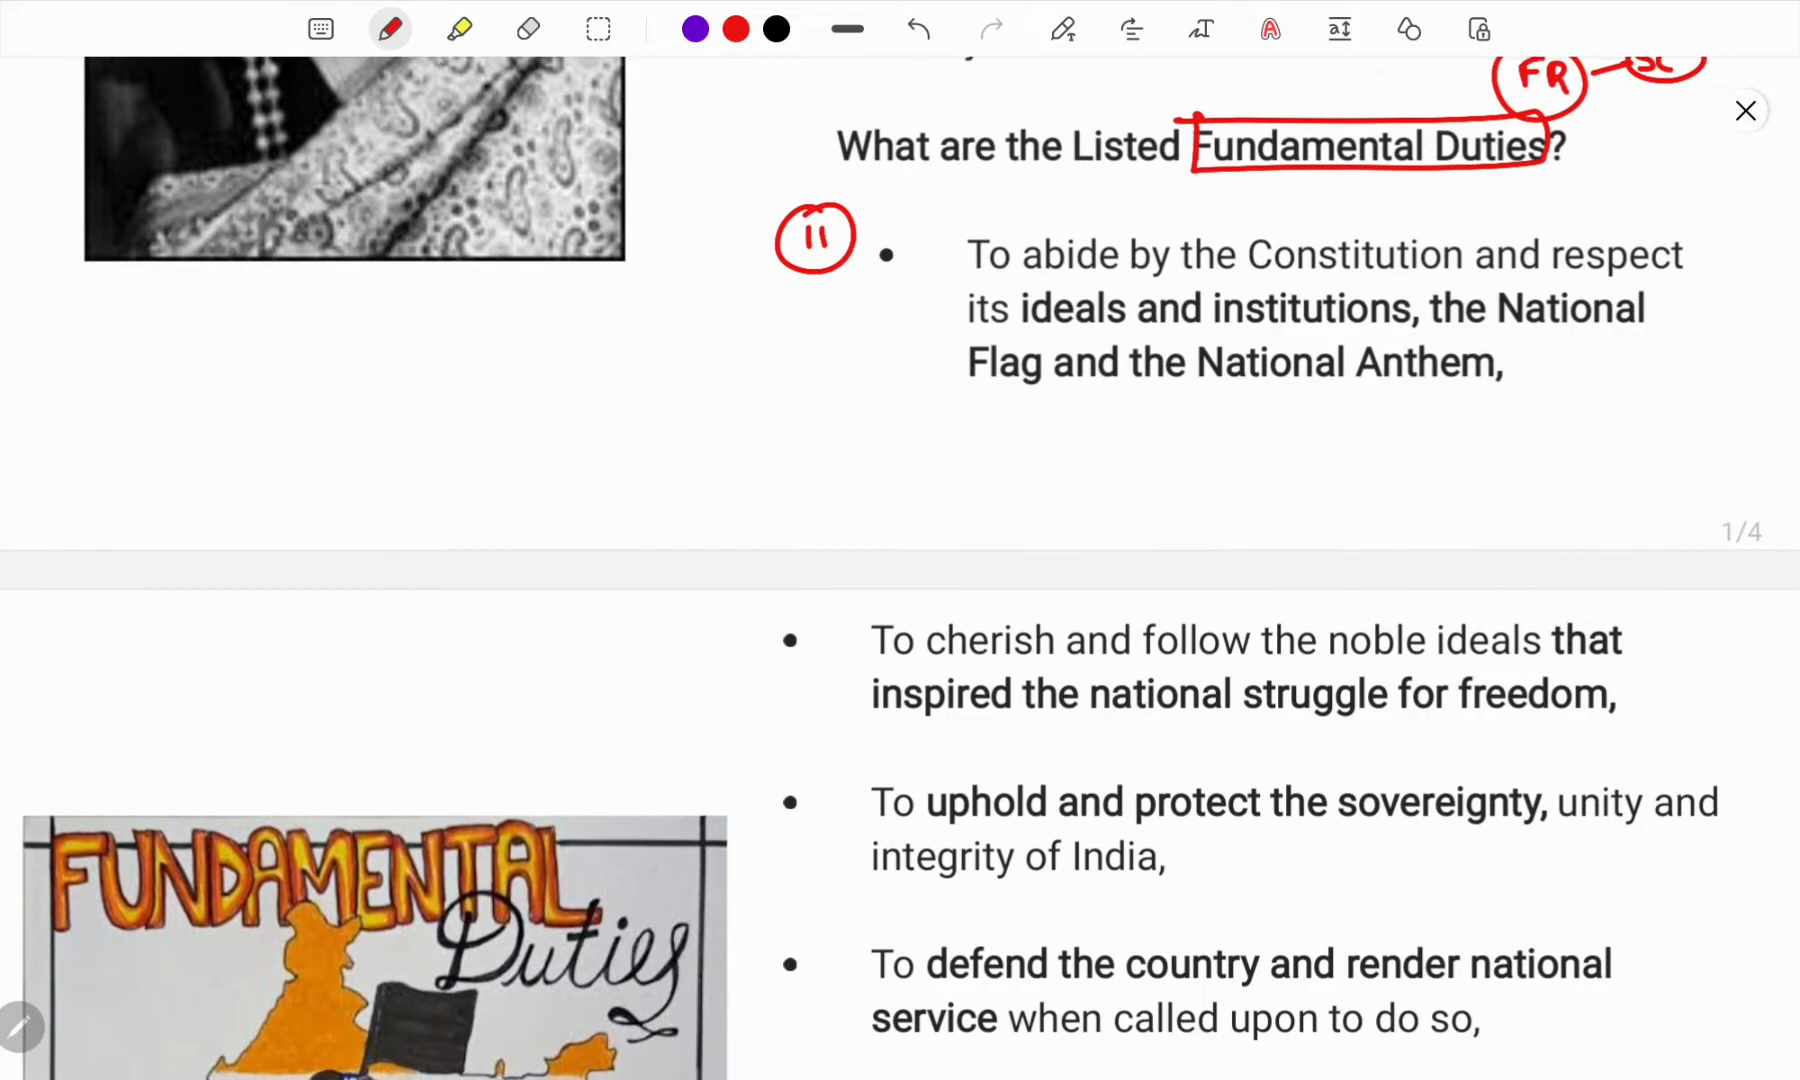 FR
SC
What are the Listed Fundamental Duties?
11
To abide by the Constitution and respect
its ideals and institutions, the National
Flag and the National Anthem,
1/4
To cherish and follow the noble ideals that
inspired the national struggle for freedom,
To uphold and protect the sovereignty, unity and
integrity of India,
To defend the country and render national
service when called upon to do so,
FUNDAMENTAL
Duties